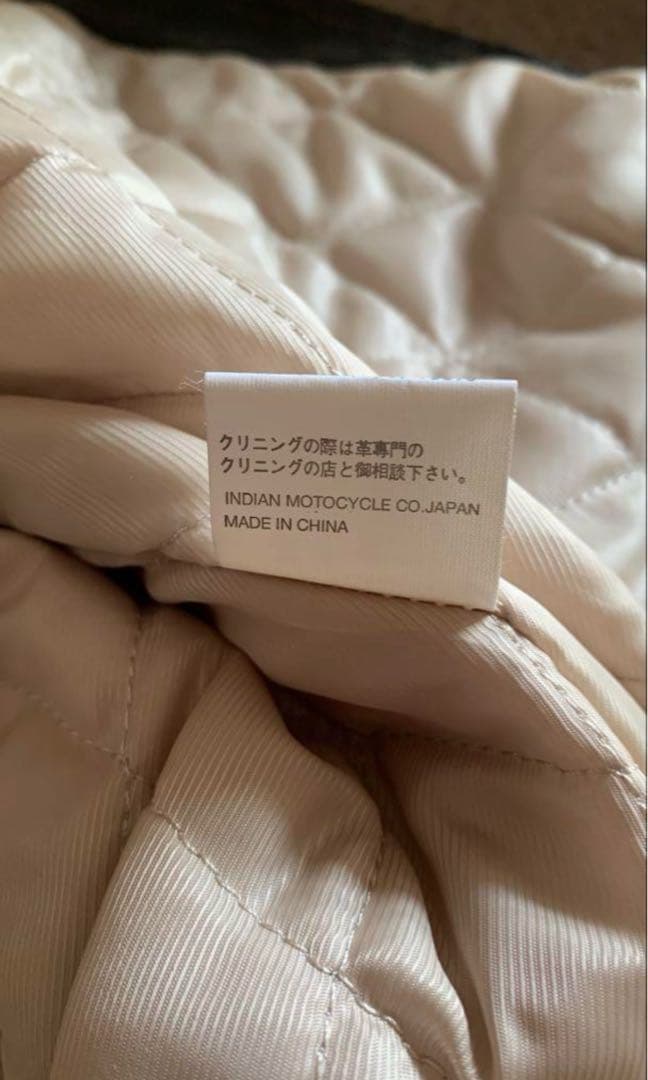 クリニングの際は革専門の
クリニングの店と御相談下さい。
INDIAN MOTOCYCLE CO.JAPAN
MADE IN CHINA